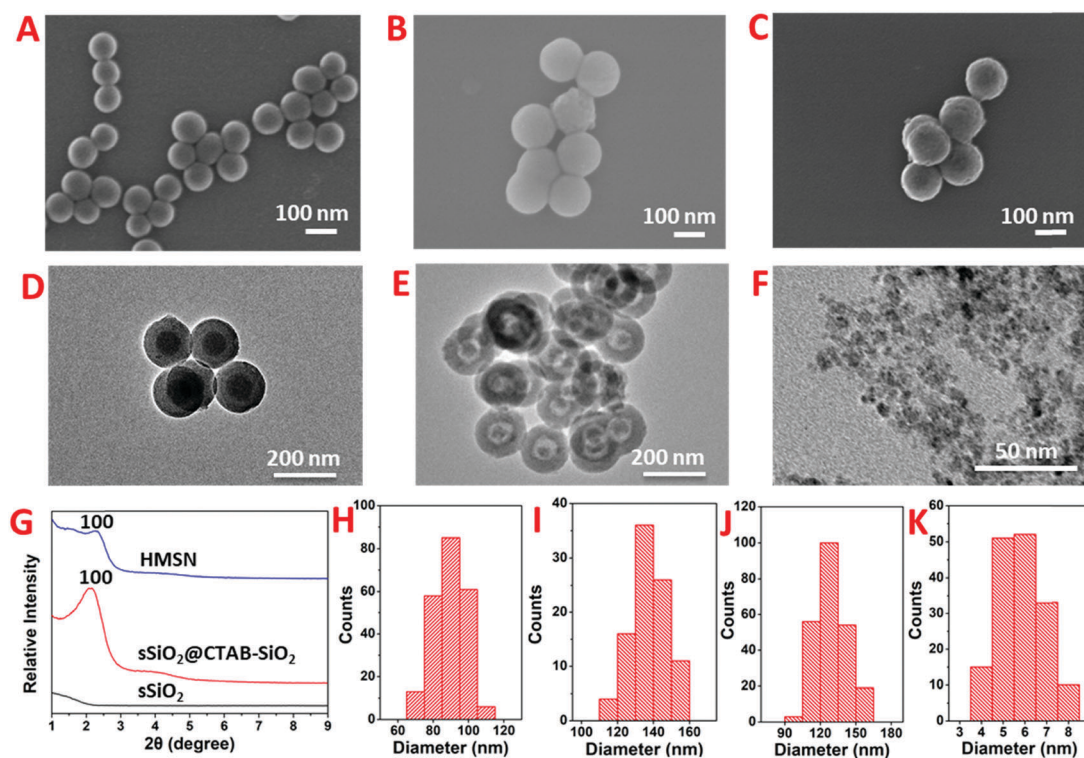 A
100 nm
B
100 nm
C
100 nm
D
200 nm
E
200 nm
F
50 nm
G
Relative Intensity
100
HMSN
100
sSiO₂@CTAB-SiO₂
sSiO₂
1 2 3 4 5 6 7 8 9
2θ (degree)
H
Counts
100
80
60
40
20
0
60 80 100 120
Diameter (nm)
I
Counts
40
30
20
10
0
100 120 140 160
Diameter (nm)
J
Counts
120
100
80
60
40
20
0
90 120 150 180
Diameter (nm)
K
Counts
60
50
40
30
20
10
0
3 4 5 6 7 8
Diameter (nm)